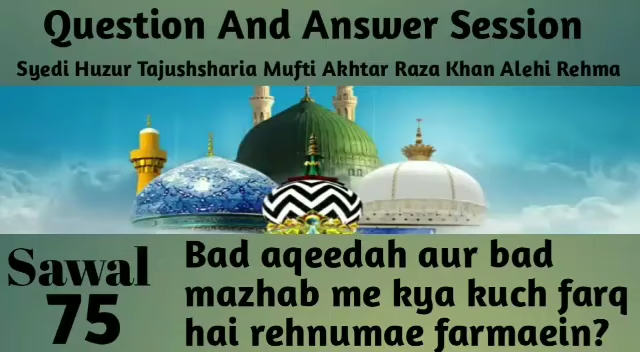 Question And Answer Session
Syedi Huzur Tajushsharia Mufti Akhtar Raza Khan Alehi Rehma
Sawal
75
Bad aqeedah aur bad
mazhab me kya kuch farq
hai rehnumae farmaein?